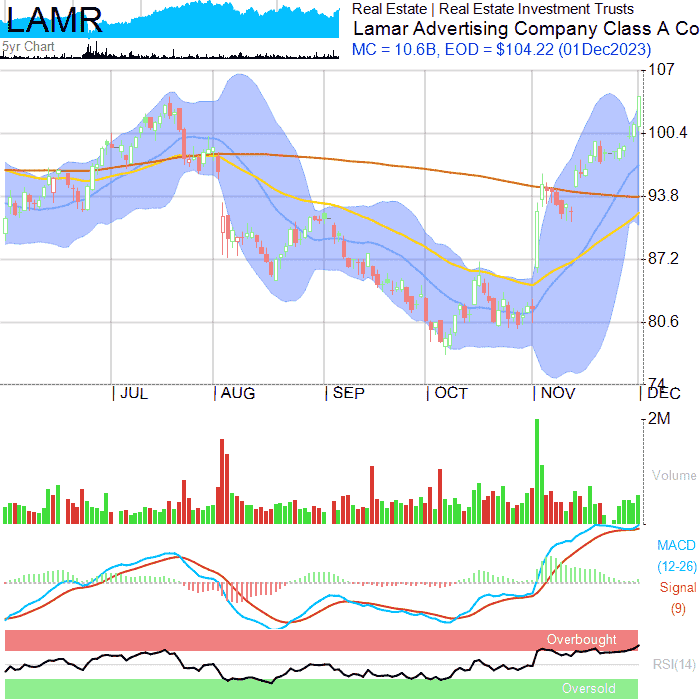 LAMR
5yr Chart
Real Estate | Real Estate Investment Trusts
Lamar Advertising Company Class A Co
MC = 10.6B, EOD = $104.22 (01Dec2023)
107
100.4
93.8
87.2
80.6
74
JUL AUG SEP OCT NOV DEC
2M
Volume
MACD
(12-26)
Signal
(9)
Overbought
RSI(14)
Oversold